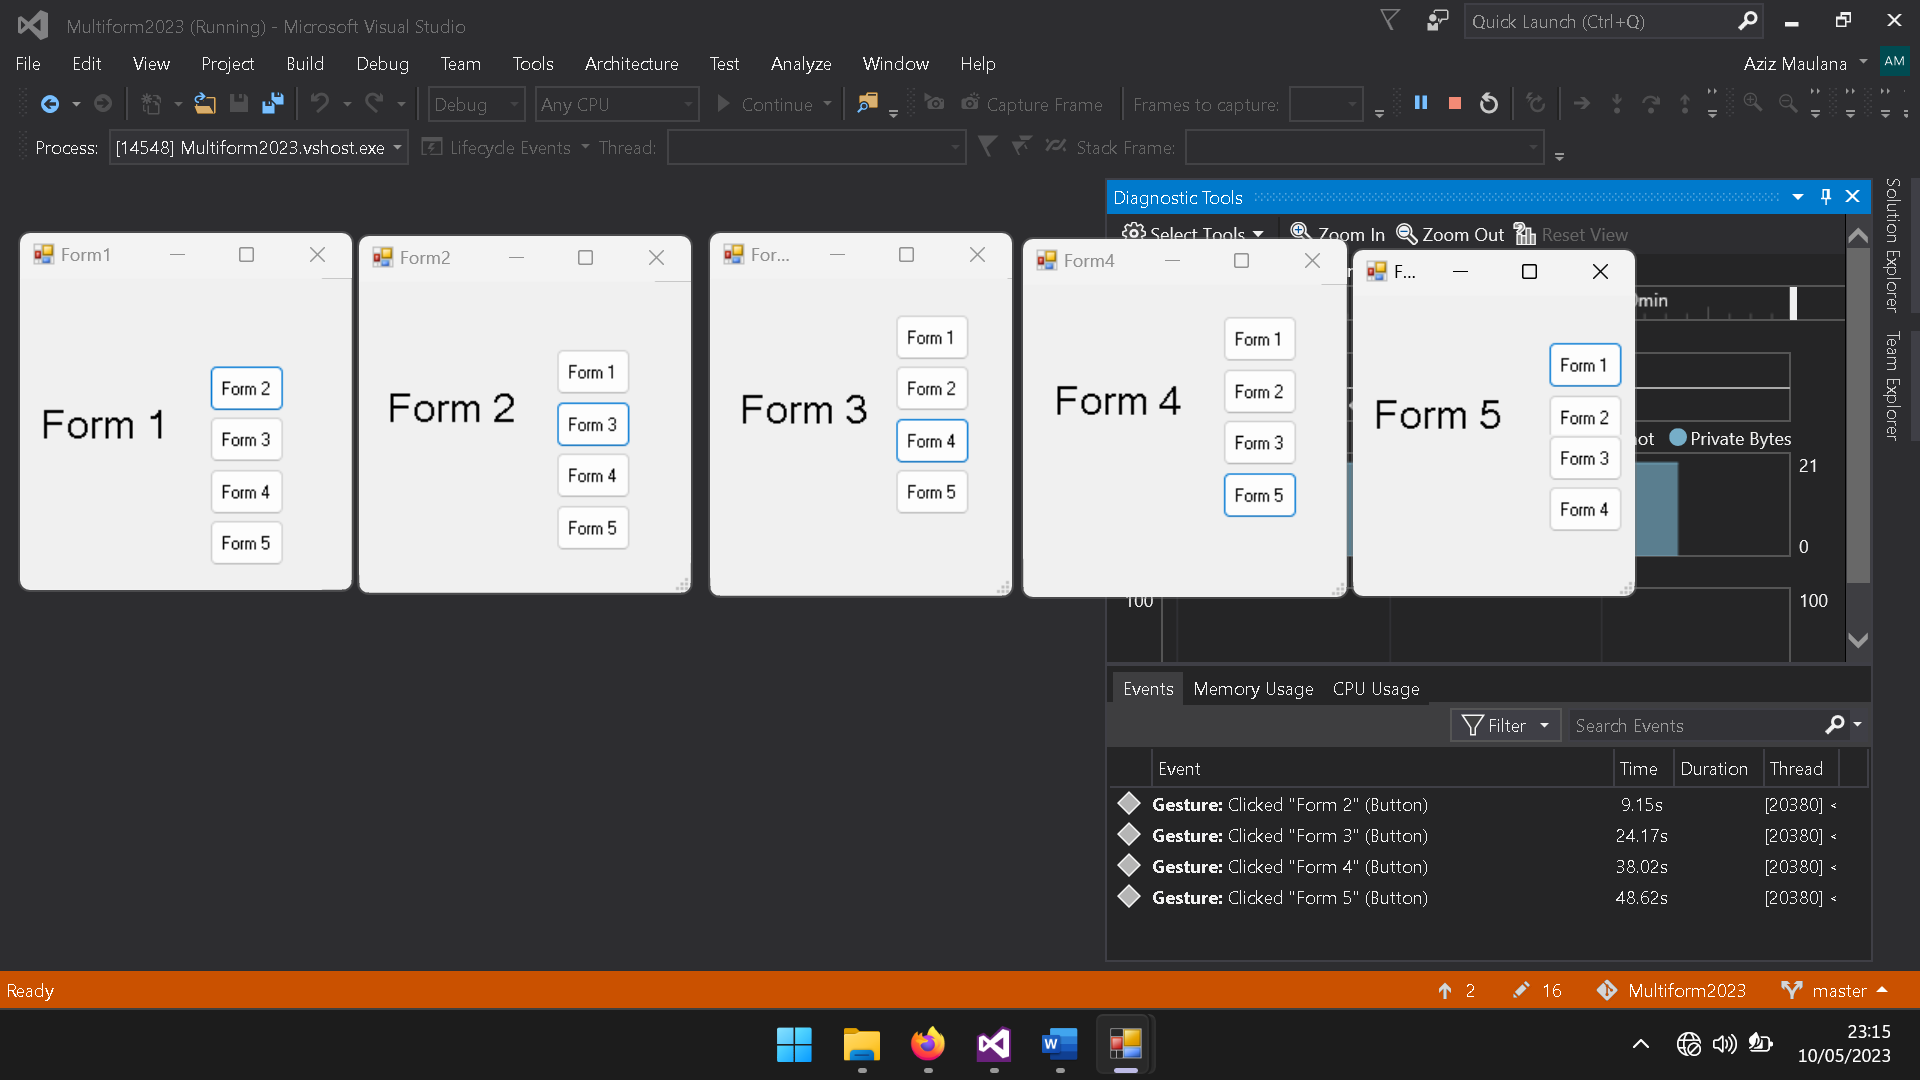 Multiform2023 (Running) - Microsoft Visual Studio
Quick Launch (Ctrl+Q)
File Edit View Project Build Debug Team Tools Architecture Test Analyze Window Help
Aziz Maulana AM
Debug Any CPU Continue Capture Frame Frames to capture:
Process: [14548] Multiform2023.vshost.exe Lifecycle Events Thread: Stack Frame:
Diagnostic Tools
Select Tools Zoom In Zoom Out Reset View
Solution Explorer
Team Explorer
Form1
Form 1
Form 2
Form 3
Form 4
Form 5
Form2
Form 2
Form 1
Form 3
Form 4
Form 5
For...
Form 3
Form 1
Form 2
Form 4
Form 5
Form4
Form 4
Form 1
Form 2
Form 3
Form 5
F...
Form 5
Form 1
Form 2
Form 3
Form 4
min
Private Bytes
21
0
100 100
Events Memory Usage CPU Usage
Filter Search Events
Event Time Duration Thread
Gesture: Clicked "Form 2" (Button) 9.15s [20380] <
Gesture: Clicked "Form 3" (Button) 24.17s [20380] <
Gesture: Clicked "Form 4" (Button) 38.02s [20380] <
Gesture: Clicked "Form 5" (Button) 48.62s [20380] <
Ready 2 16 Multiform2023 master
W
23:15
10/05/2023